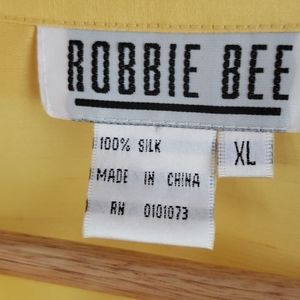 ROBBIE BEE
100% SILK
XL
MADE IN CHINA
RN 0101073